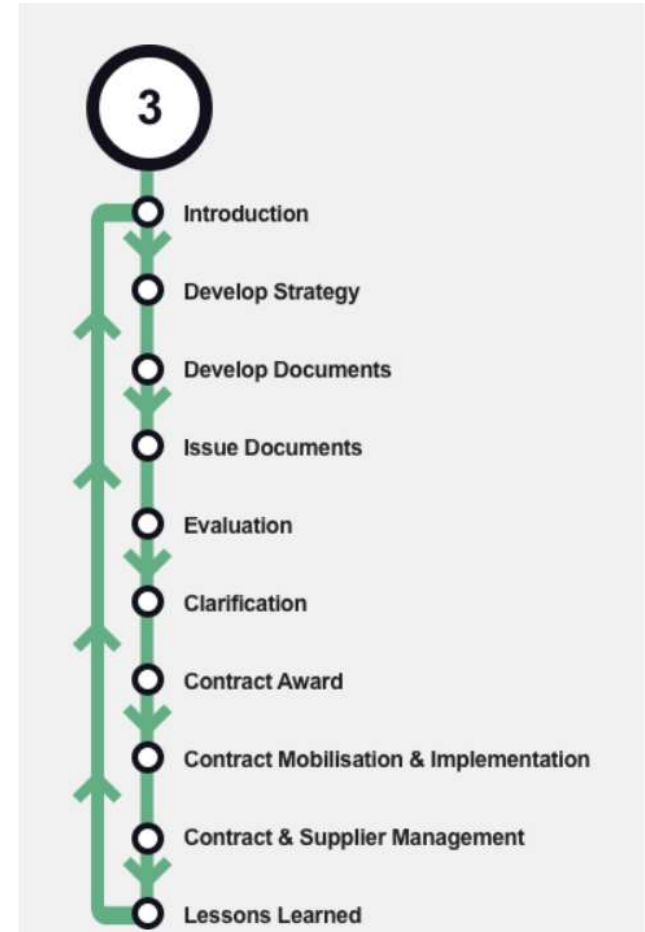 3
Introduction
Develop Strategy
Develop Documents
Issue Documents
Evaluation
Clarification
Contract Award
Contract Mobilisation & Implementation
Contract & Supplier Management
Lessons Learned